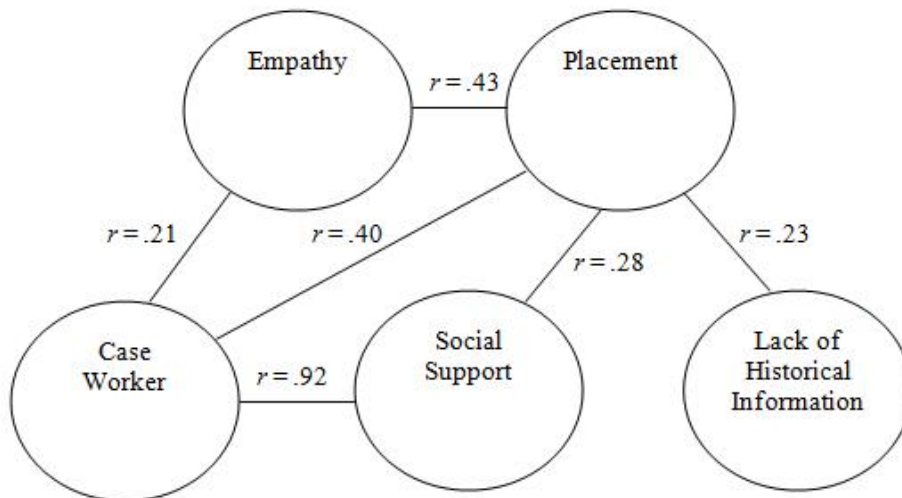 Empathy
Placement
r = .43
r = .21
r = .40
r = .23
r = .28
Case
Worker
Social
Support
Lack of
Historical
Information
r = .92